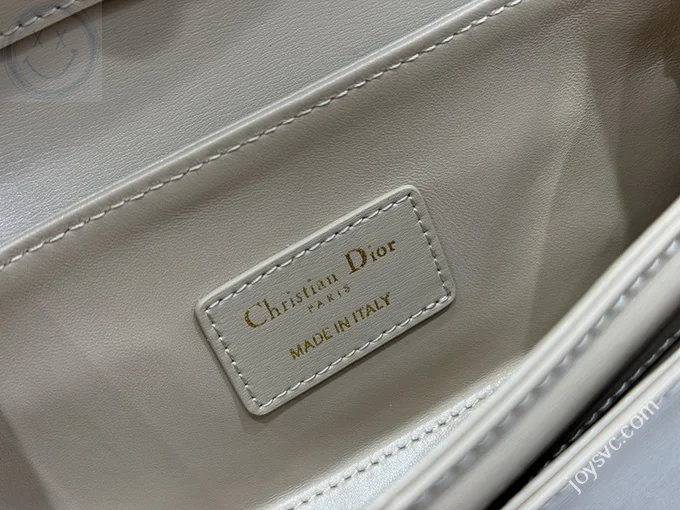 Christian Dior
PARIS
MADE IN ITALY
joysvc.com